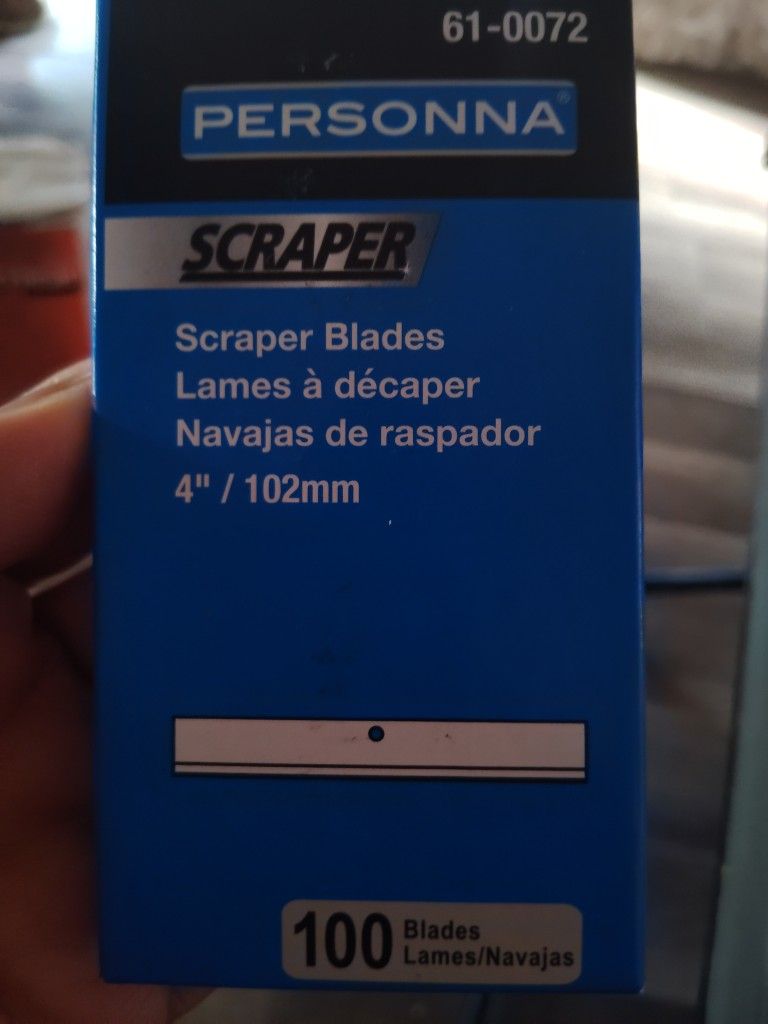 61-0072
PERSONNA®
SCRAPER
Scraper Blades
Lames à décaper
Navajas de raspador
4" / 102mm
100 Blades
Lames/Navajas